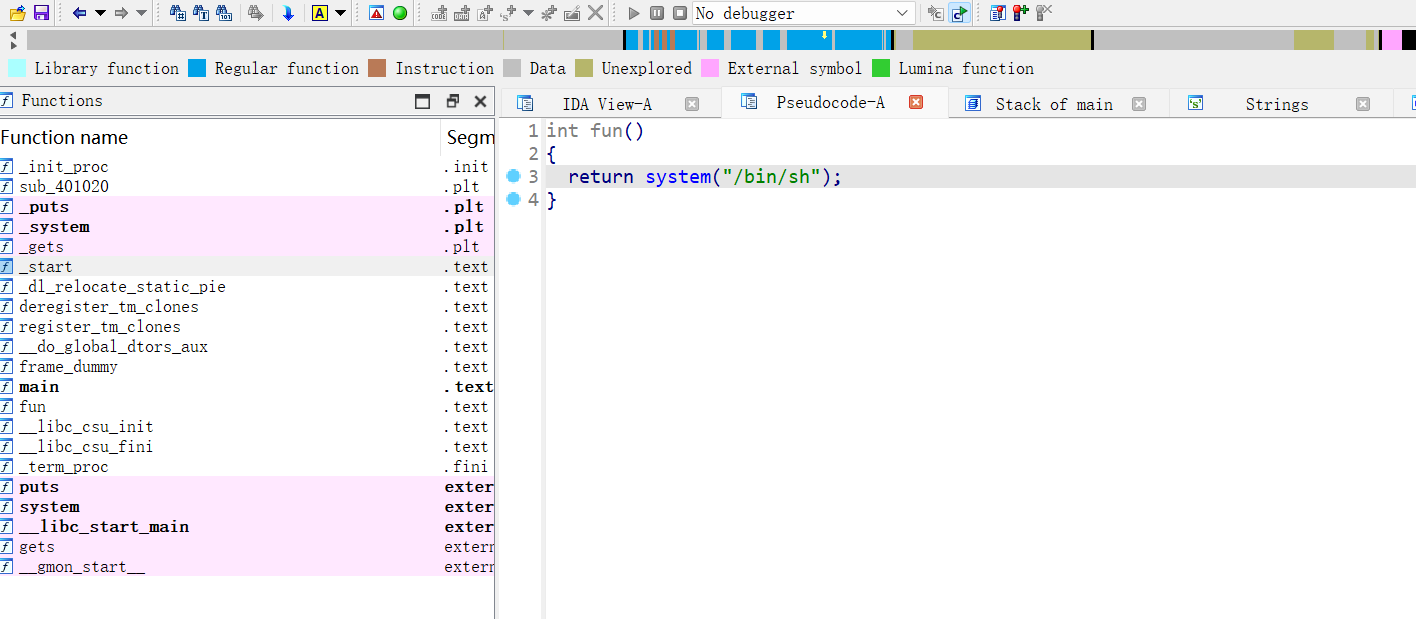 No debugger
Library function Regular function Instruction Data Unexplored External symbol Lumina function
Functions
IDA View-A Pseudocode-A Stack of main Strings
Function name Segm
_init_proc .init
sub_401020 .plt
_puts .plt
_system .plt
_gets .plt
_start .text
_dl_relocate_static_pie .text
deregister_tm_clones .text
register_tm_clones .text
__do_global_dtors_aux .text
frame_dummy .text
main .text
fun .text
__libc_csu_init .text
__libc_csu_fini .text
_term_proc .fini
puts exter
system exter
__libc_start_main exter
gets extern
__gmon_start__ extern
1 int fun()
2 {
3 return system("/bin/sh");
4 }